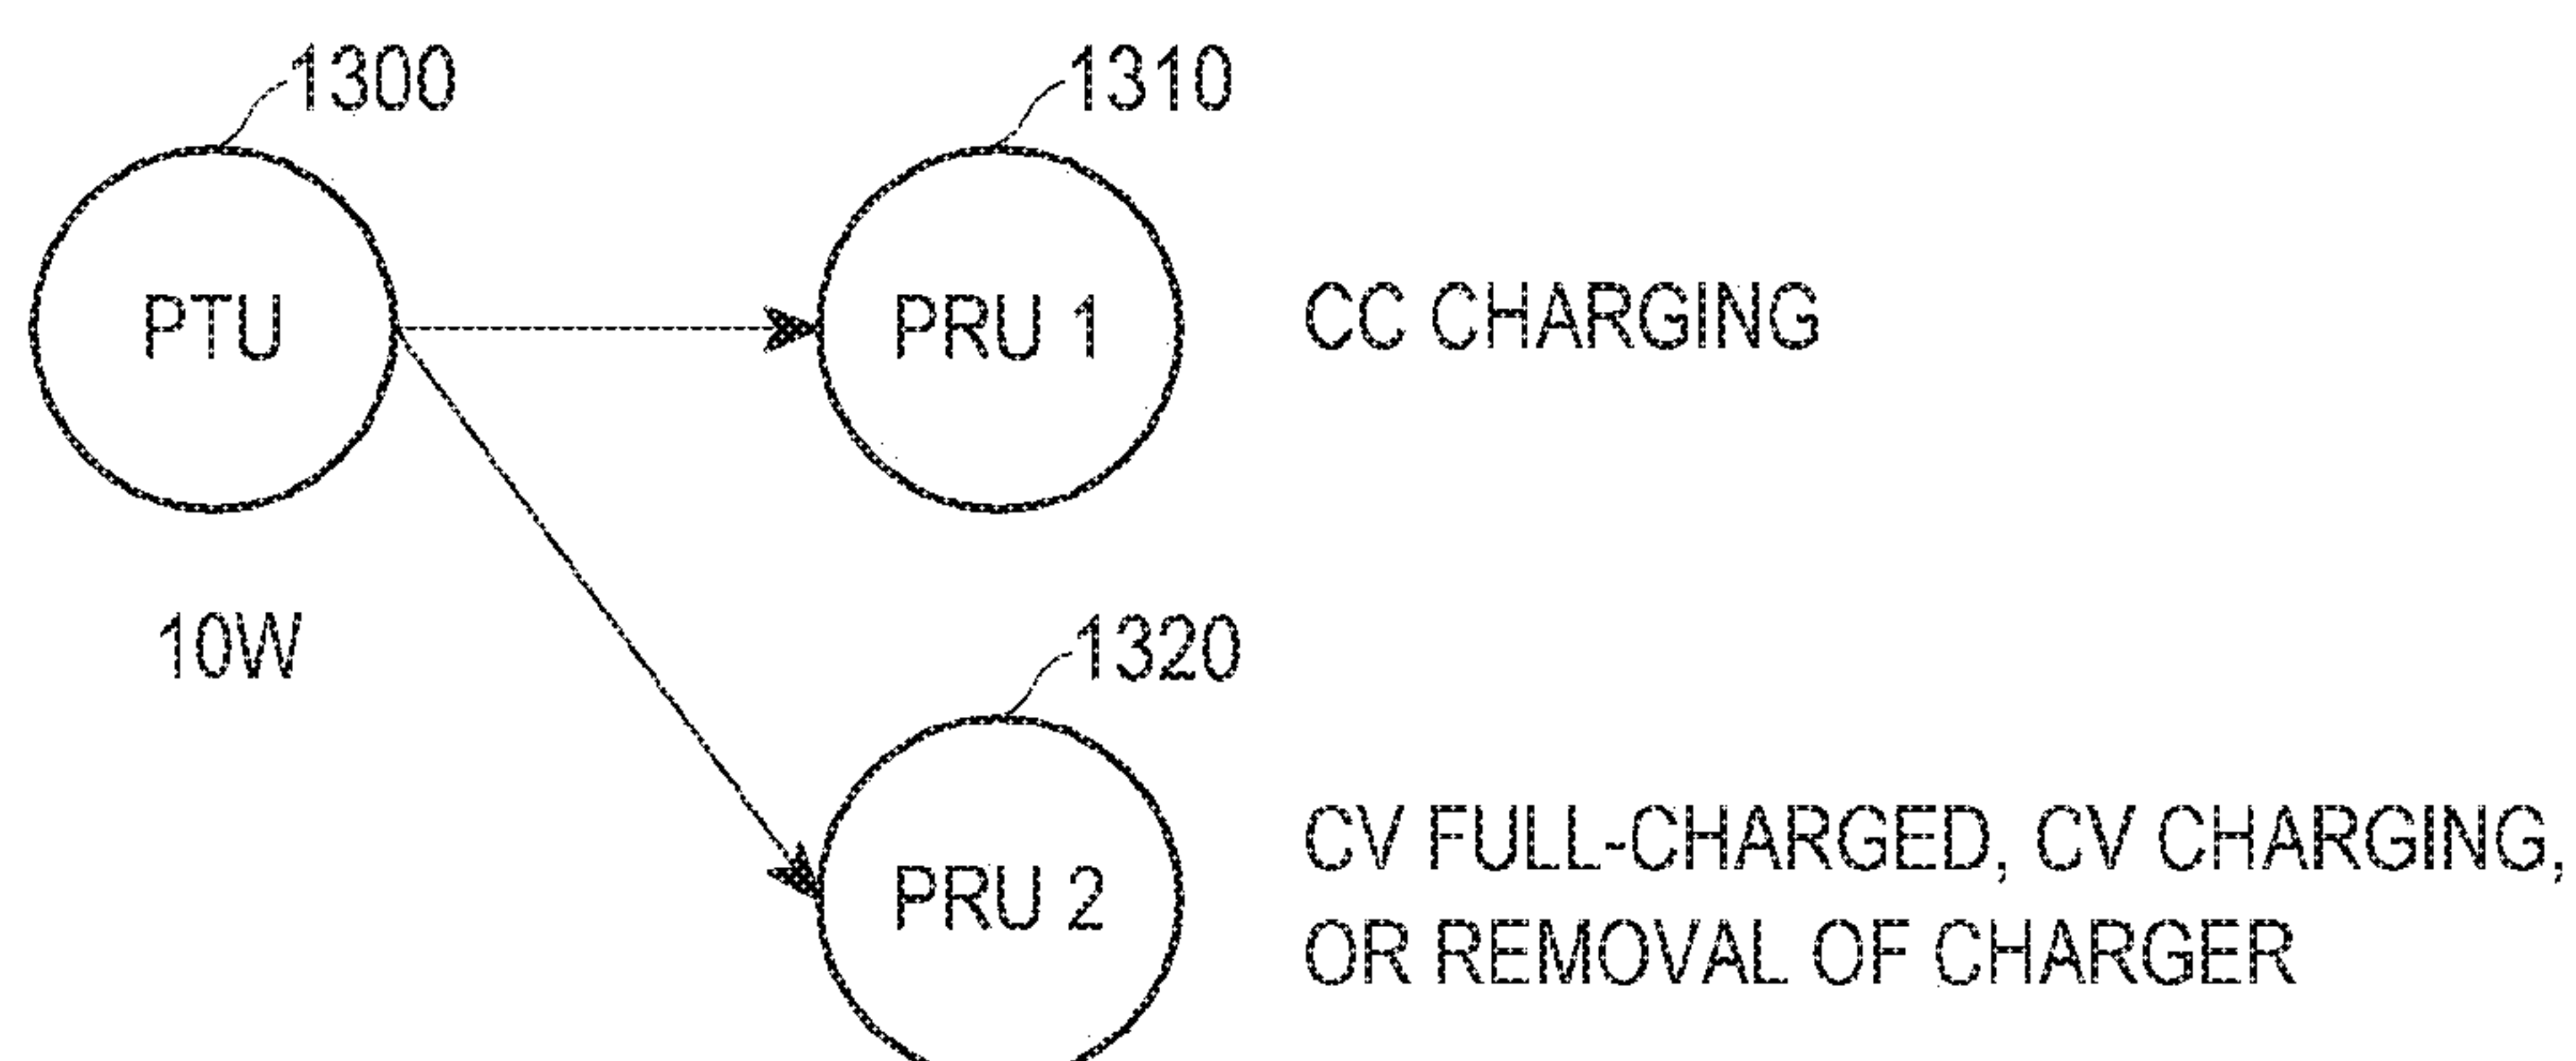 1300
1310
PTU
PRU 1
CC CHARGING
10W
1320
PRU 2
CV FULL-CHARGED, CV CHARGING,
OR REMOVAL OF CHARGER